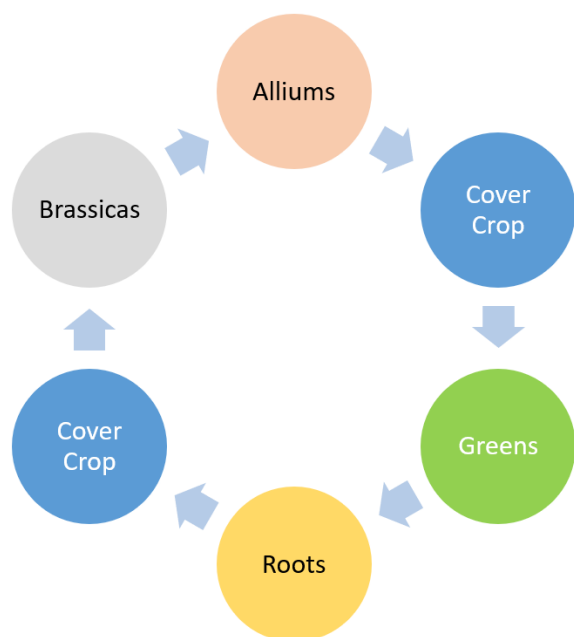 Alliums
Cover
Crop
Greens
Roots
Cover
Crop
Brassicas